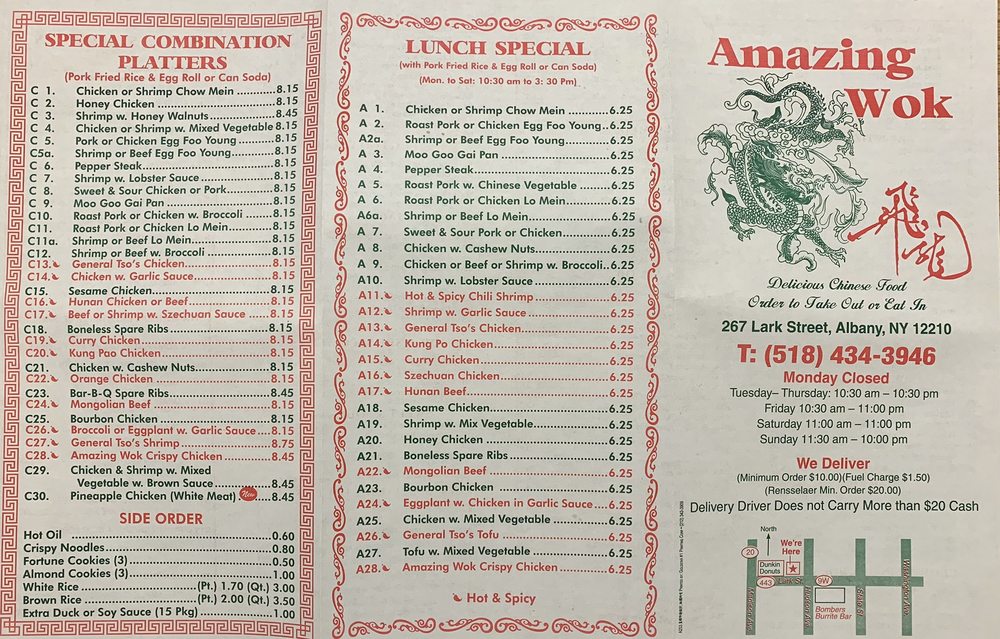 SPECIAL COMBINATION
PLATTERS
(Pork Fried Rice & Egg Roll or Can Soda)
C 1. Chicken or Shrimp Chow Mein ..........8.15
C 2. Honey Chicken ..........8.15
C 3. Shrimp w. Honey Walnuts..........8.45
C 4. Chicken or Shrimp w. Mixed Vegetable 8.15
C 5. Pork or Chicken Egg Foo Young ..........8.15
C5a. Shrimp or Beef Egg Foo Young..........8.15
C 6. Pepper Steak..........8.15
C 7. Shrimp w. Lobster Sauce ..........8.15
C 8. Sweet & Sour Chicken or Pork..........8.15
C 9. Moo Goo Gai Pan ..........8.15
C10. Roast Pork or Chicken w. Broccoli ..........8.15
C11. Roast Pork or Chicken Lo Mein..........8.15
C11a. Shrimp or Beef Lo Mein..........8.15
C12. Shrimp or Beef w. Broccoli ..........8.15
C13. General Tso's Chicken..........8.15
C14. Chicken w. Garlic Sauce..........8.15
C15. Sesame Chicken..........8.15
C16. Hunan Chicken or Beef..........8.15
C17. Beef or Shrimp w. Szechuan Sauce ....8.15
C18. Boneless Spare Ribs..........8.15
C19. Curry Chicken..........8.15
C20. Kung Pao Chicken..........8.15
C21. Chicken w. Cashew Nuts..........8.15
C22. Orange Chicken ..........8.15
C23. Bar-B-Q Spare Ribs..........8.45
C24. Mongolian Beef ..........8.15
C25. Bourbon Chicken ..........8.15
C26. Broccoli or Eggplant w. Garlic Sauce....8.15
C27. General Tso's Shrimp ..........8.75
C28. Amazing Wok Crispy Chicken ..........8.45
C29. Chicken & Shrimp w. Mixed
Vegetable w. Brown Sauce..........8.45
C30. Pineapple Chicken (White Meat) New ....8.45
SIDE ORDER
Hot Oil ..........0.60
Crispy Noodles..........0.80
Fortune Cookies (3)..........0.50
Almond Cookies (3)..........1.00
White Rice ..........(Pt.) 1.70 (Qt.) 3.00
Brown Rice ..........(Pt.) 2.00 (Qt.) 3.50
Extra Duck or Soy Sauce (15 Pkg) ..........1.00
LUNCH SPECIAL
(with Pork Fried Rice & Egg Roll or Can Soda)
(Mon. to Sat: 10:30 am to 3: 30 Pm)
A 1. Chicken or Shrimp Chow Mein ..........6.25
A 2. Roast Pork or Chicken Egg Foo Young..6.25
A2a. Shrimp or Beef Egg Foo Young..........6.25
A 3. Moo Goo Gai Pan ..........6.25
A 4. Pepper Steak..........6.25
A 5. Roast Pork w. Chinese Vegetable ..........6.25
A 6. Roast Pork or Chicken Lo Mein..........6.25
A6a. Shrimp or Beef Lo Mein..........6.25
A 7. Sweet & Sour Pork or Chicken..........6.25
A 8. Chicken w. Cashew Nuts..........6.25
A 9. Chicken or Beef or Shrimp w. Broccoli..6.25
A10. Shrimp w. Lobster Sauce ..........6.25
A11. Hot & Spicy Chili Shrimp ..........6.25
A12. Shrimp w. Garlic Sauce ..........6.25
A13. General Tso's Chicken..........6.25
A14. Kung Po Chicken ..........6.25
A15. Curry Chicken..........6.25
A16. Szechuan Chicken..........6.25
A17. Hunan Beef..........6.25
A18. Sesame Chicken..........6.25
A19. Shrimp w. Mix Vegetable..........6.25
A20. Honey Chicken ..........6.25
A21. Boneless Spare Ribs ..........6.25
A22. Mongolian Beef ..........6.25
A23. Bourbon Chicken ..........6.25
A24. Eggplant w. Chicken in Garlic Sauce....6.25
A25. Chicken w. Mixed Vegetable ..........6.25
A26. General Tso's Tofu ..........6.25
A27. Tofu w. Mixed Vegetable ..........6.25
A28. Amazing Wok Crispy Chicken ..........6.25
Hot & Spicy
Amazing
Wok
飛龍
Delicious Chinese Food
Order to Take Out or Eat In
267 Lark Street, Albany, NY 12210
T: (518) 434-3946
Monday Closed
Tuesday– Thursday: 10:30 am – 10:30 pm
Friday 10:30 am – 11:00 pm
Saturday 11:00 am – 11:00 pm
Sunday 11:30 am – 10:00 pm
We Deliver
(Minimum Order $10.00)(Fuel Charge $1.50)
(Rensselaer Min. Order $20.00)
Delivery Driver Does not Carry More than $20 Cash
North
We're
Here
20
Dunkin
Donuts
443
Lark St.
9W
Bombers
Burrite Bar
Madison Ave
Hudson Ave
State St
Washington Ave